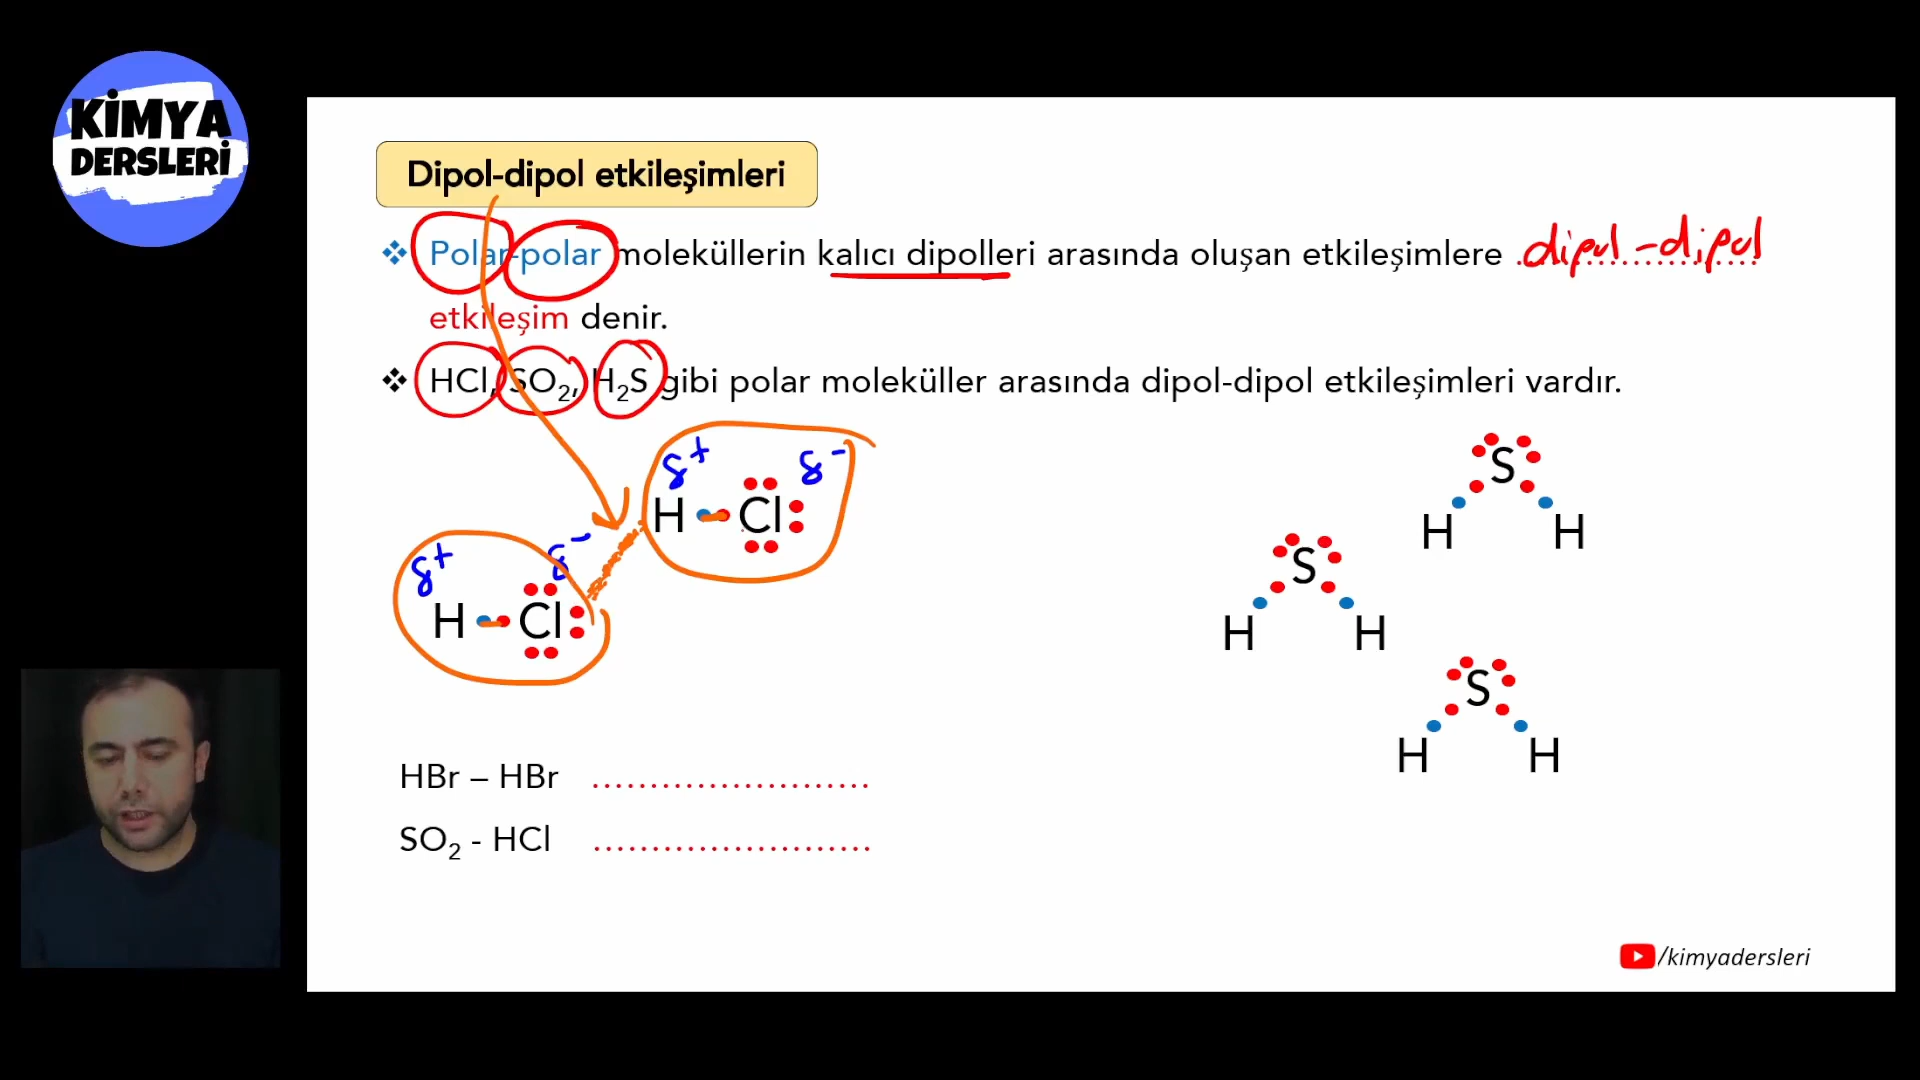 KİMYA
DERSLERİ
Dipol-dipol etkileşimleri
❖ Polar-polar moleküllerin kalıcı dipolleri arasında oluşan etkileşimlere dipol - dipol
etkileşim denir.
❖ HCl, SO₂, H₂S gibi polar moleküller arasında dipol-dipol etkileşimleri vardır.
δ+ δ-
H Cl
δ+ δ-
H Cl
S
H H
S
H H
S
H H
HBr – HBr ........................
SO₂ - HCl ........................
/kimyadersleri